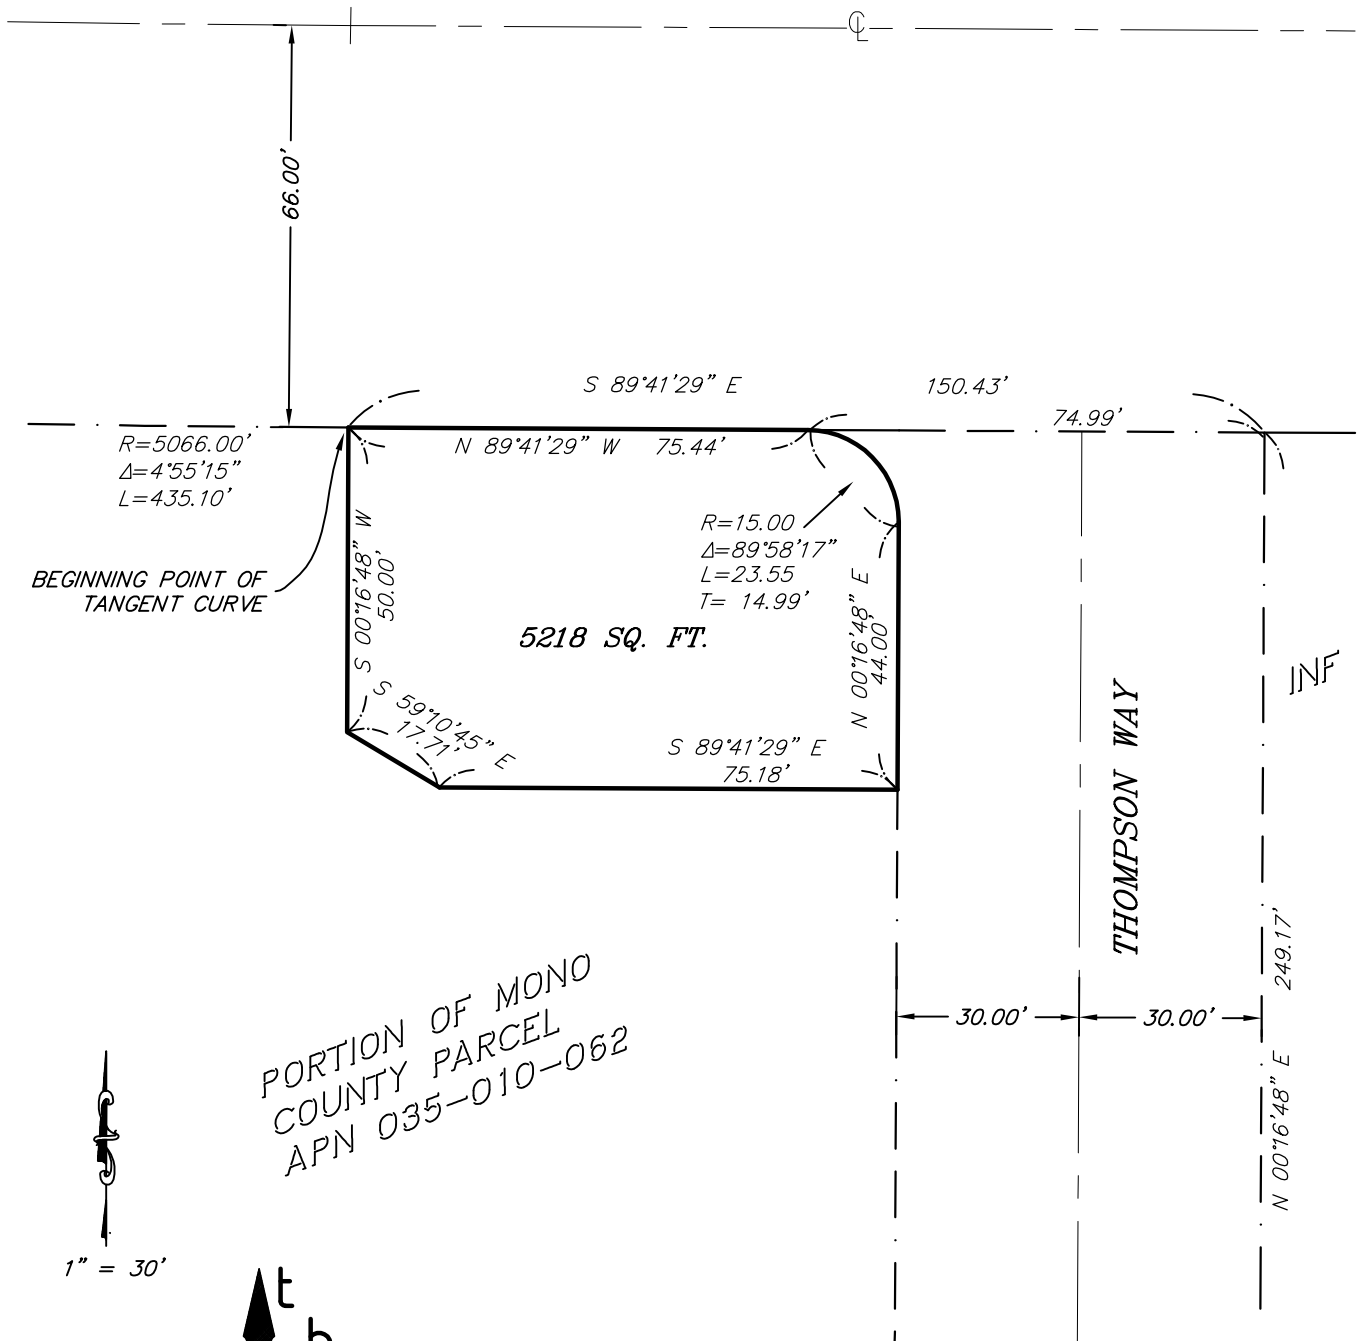 ℄
66.00'
S 89°41'29" E 150.43'
74.99'
R=5066.00'
Δ=4°55'15"
L=435.10'
N 89°41'29" W 75.44'
BEGINNING POINT OF
TANGENT CURVE
S 00°16'48" W
50.00'
R=15.00
Δ=89°58'17"
L=23.55
T= 14.99'
5218 SQ. FT.
N 00°16'48" E
44.00'
S 59°10'45" E
17.71'
S 89°41'29" E
75.18'
INF
THOMPSON WAY
30.00'
30.00'
N 00°16'48" E 249.17'
PORTION OF MONO
COUNTY PARCEL
APN 035-010-062
1" = 30'
t